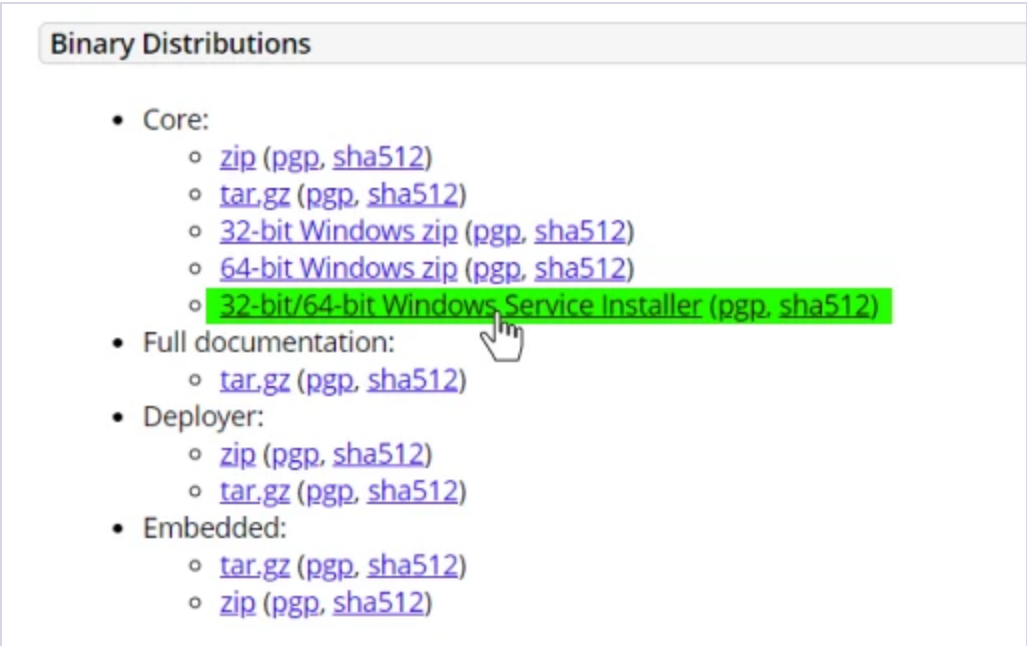 Binary Distributions
Core:
zip (pgp, sha512)
tar.gz (pgp, sha512)
32-bit Windows zip (pgp, sha512)
64-bit Windows zip (pgp, sha512)
32-bit/64-bit Windows Service Installer (pgp, sha512)
Full documentation:
tar.gz (pgp, sha512)
Deployer:
zip (pgp, sha512)
tar.gz (pgp, sha512)
Embedded:
tar.gz (pgp, sha512)
zip (pgp, sha512)